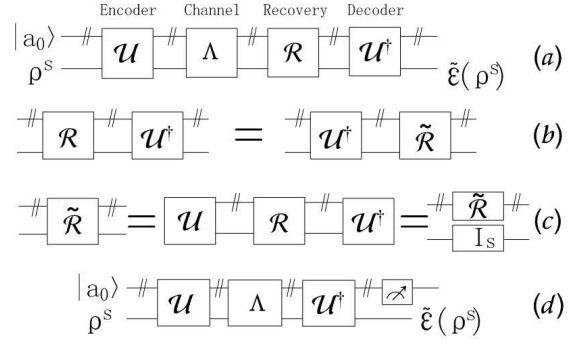 Encoder Channel Recovery Decoder
|a₀⟩ 𝒰 Λ ℛ 𝒰†
ρˢ ε̃(ρˢ) (a)
ℛ 𝒰† = 𝒰† ℛ̃ (b)
ℛ̃ = 𝒰 ℛ 𝒰† = ℛ̃ (c)
Iₛ
|a₀⟩ 𝒰 Λ 𝒰†
ρˢ ε̃(ρˢ) (d)